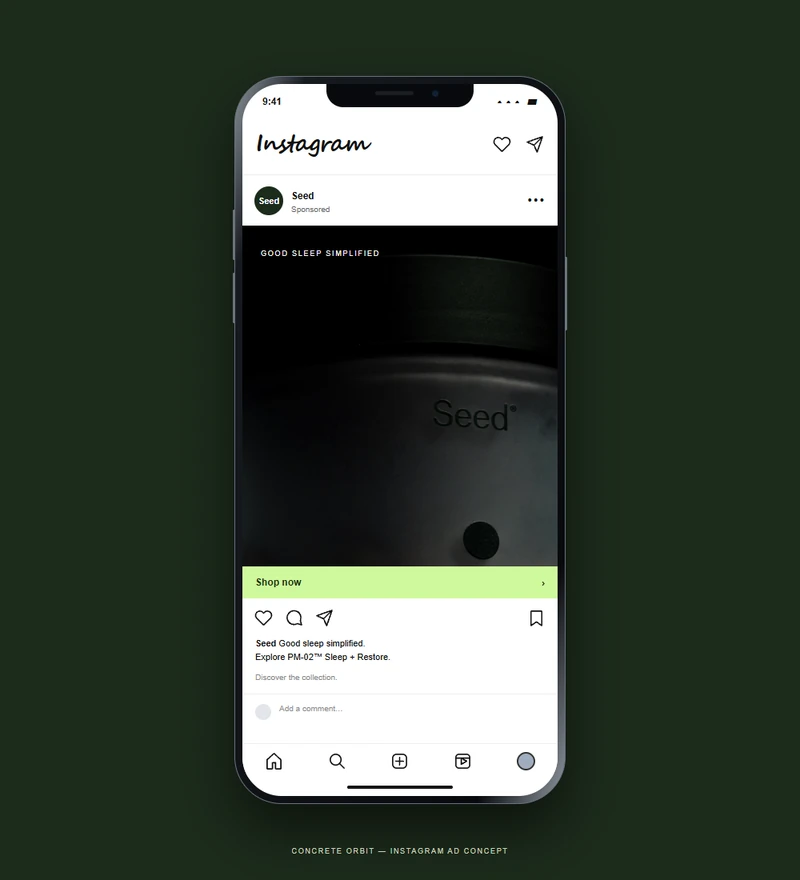 9:41
Instagram
Seed
Seed
Sponsored
GOOD SLEEP SIMPLIFIED
Seed®
Shop now ›
Seed Good sleep simplified.
Explore PM-02™ Sleep + Restore.
Discover the collection.
Add a comment...
CONCRETE ORBIT — INSTAGRAM AD CONCEPT